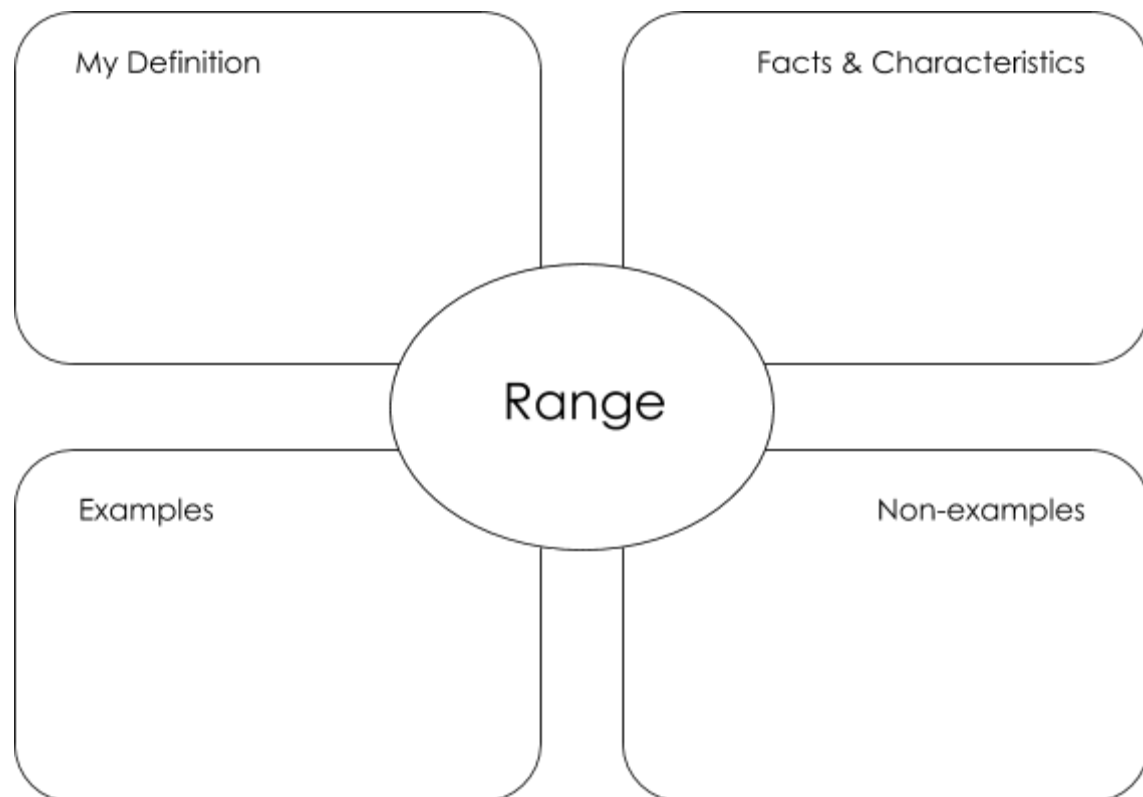 My Definition
Facts & Characteristics
Range
Examples
Non-examples